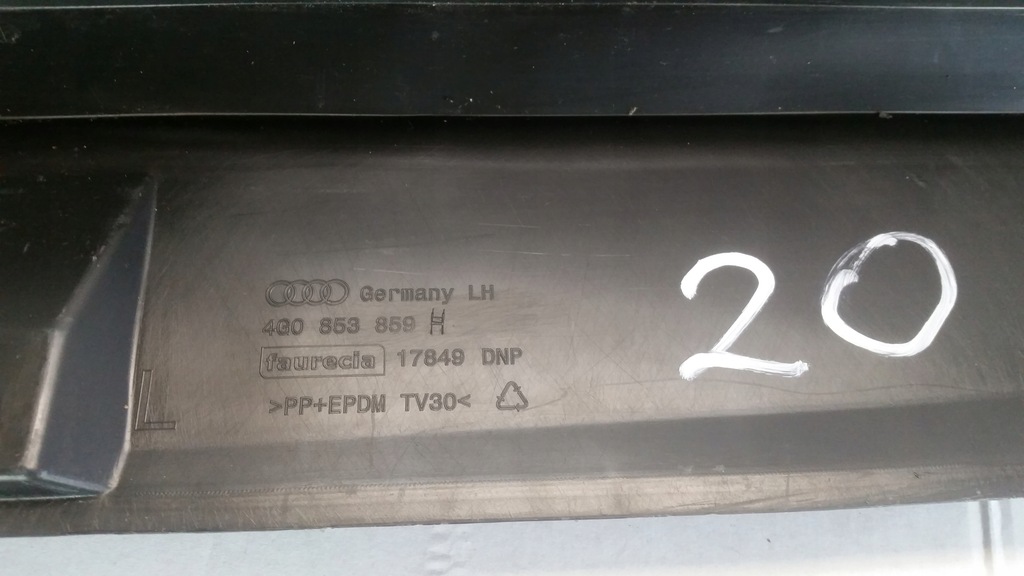 Germany LH
4G0 853 859 H
faurecia 17849 DNP
>PP+EPDM TV30<
L
20